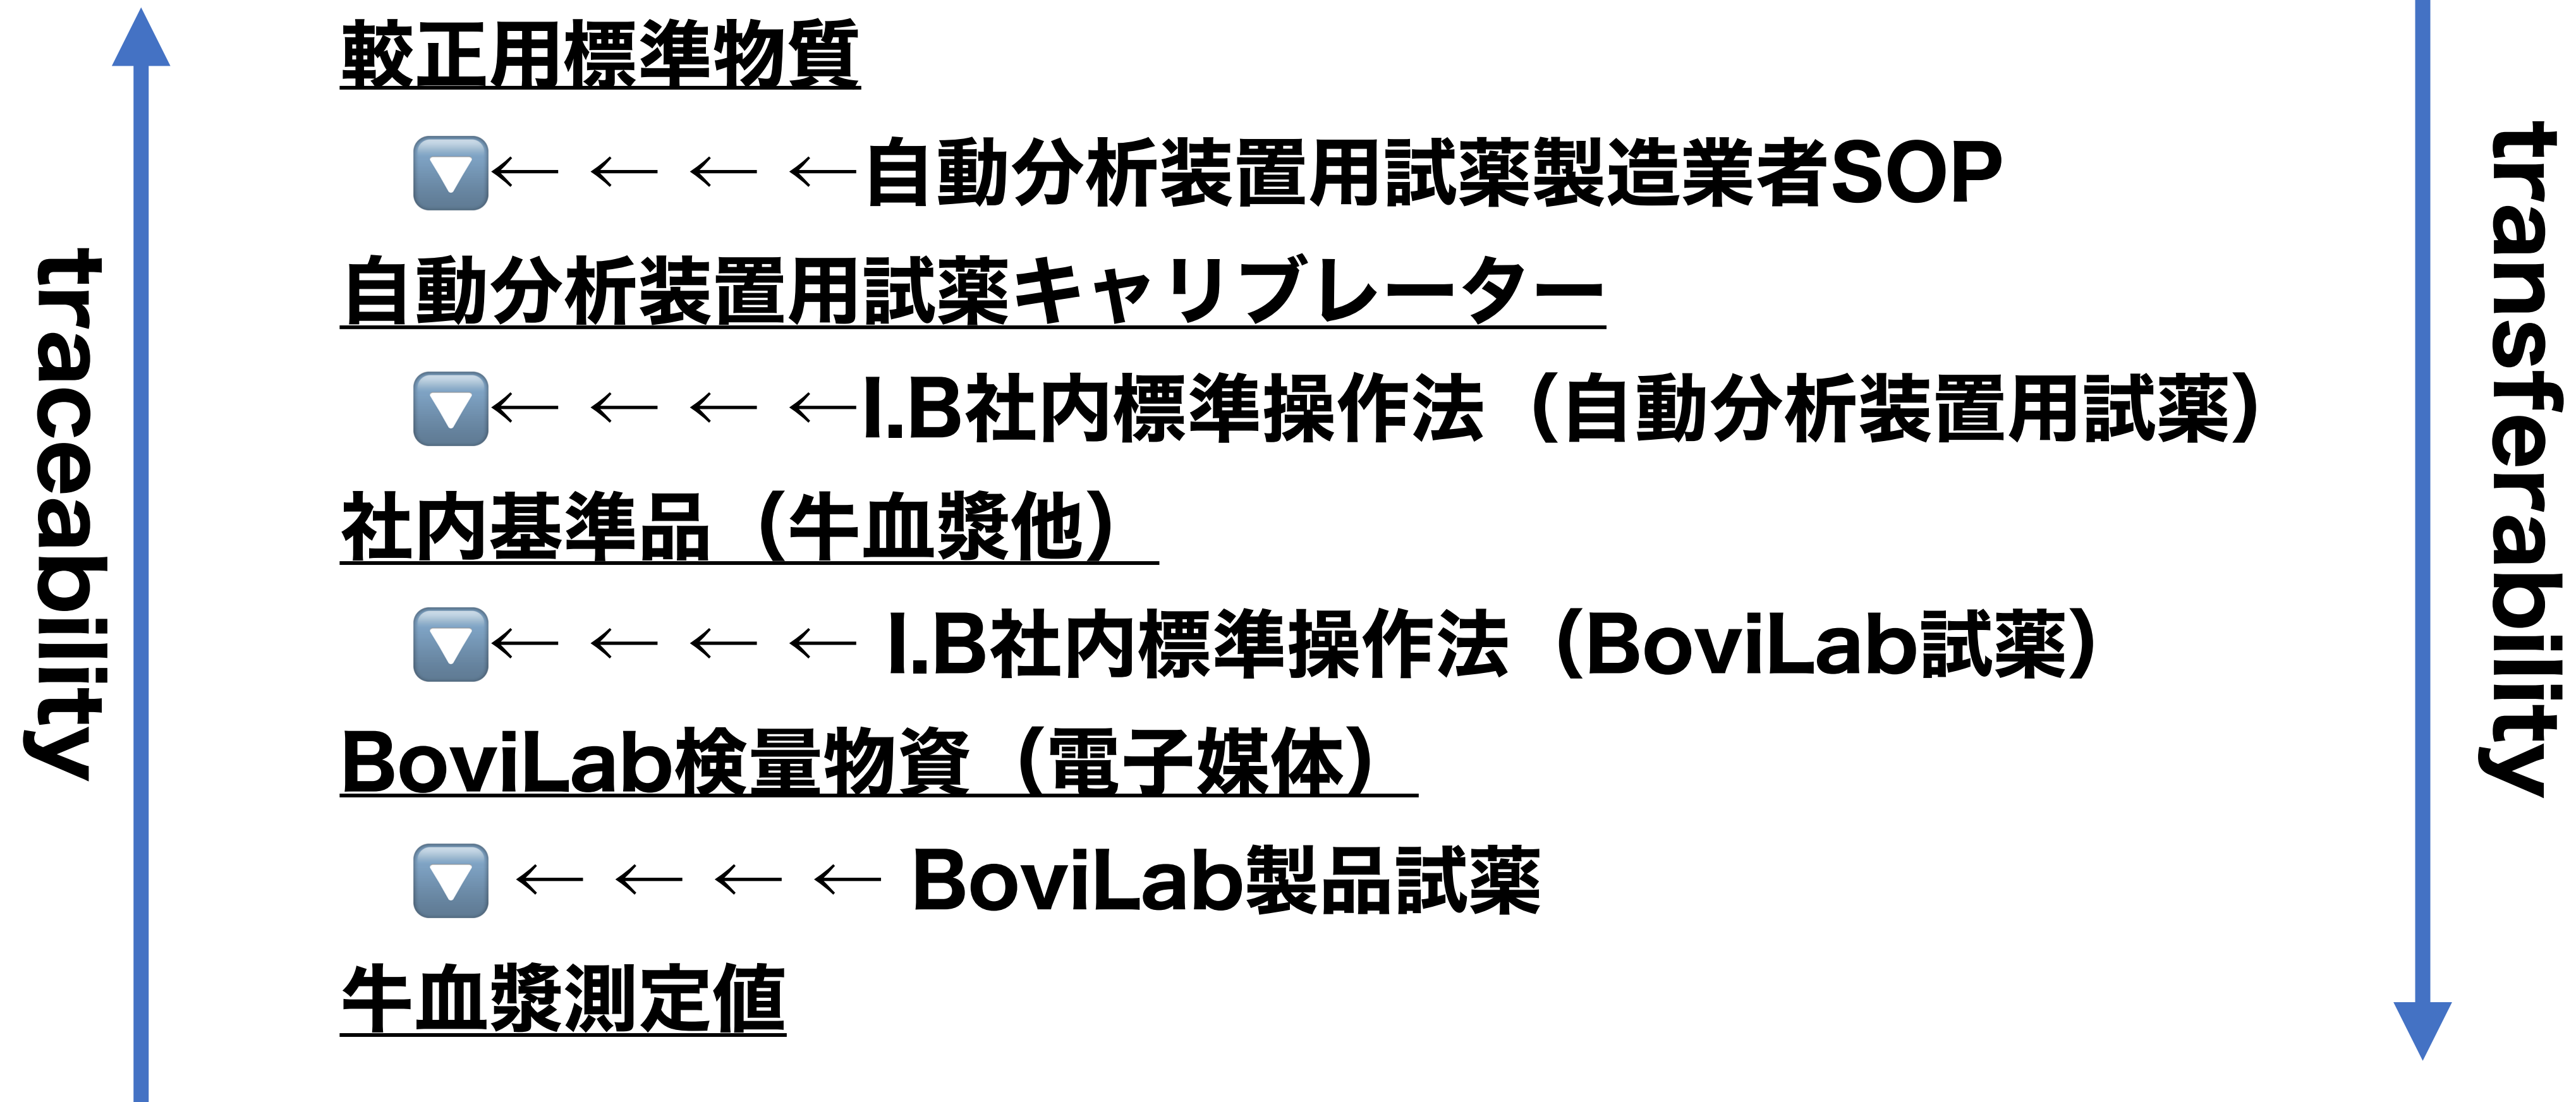 較正用標準物質
🔽← ← ← ←自動分析装置用試薬製造業者SOP
自動分析装置用試薬キャリブレーター
🔽← ← ← ←I.B社内標準操作法（自動分析装置用試薬）
社内基準品（牛血漿他）
🔽← ← ← ← I.B社内標準操作法（BoviLab試薬）
BoviLab検量物資（電子媒体）
🔽 ← ← ← ← BoviLab製品試薬
牛血漿測定値
traceability
transferability